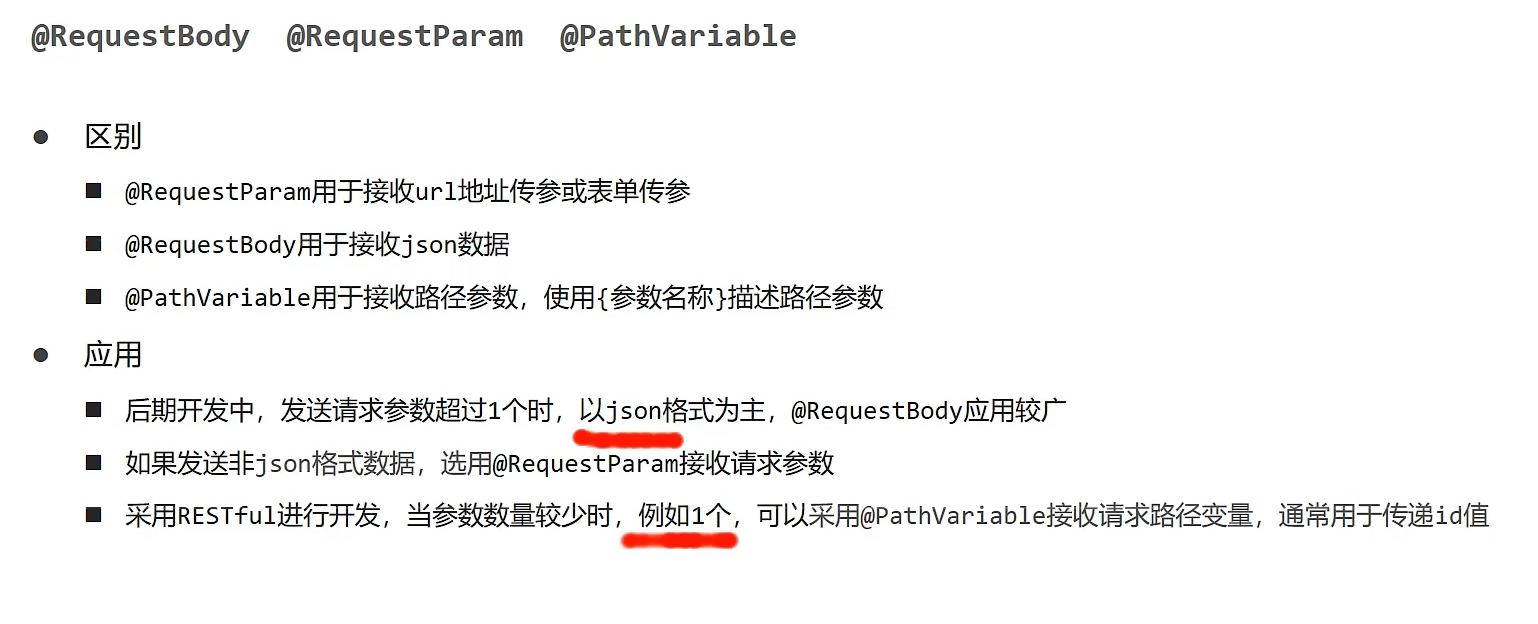 @RequestBody @RequestParam @PathVariable
区别
@RequestParam用于接收url地址传参或表单传参
@RequestBody用于接收json数据
@PathVariable用于接收路径参数，使用{参数名称}描述路径参数
应用
后期开发中，发送请求参数超过1个时，以json格式为主，@RequestBody应用较广
如果发送非json格式数据，选用@RequestParam接收请求参数
采用RESTful进行开发，当参数数量较少时，例如1个，可以采用@PathVariable接收请求路径变量，通常用于传递id值